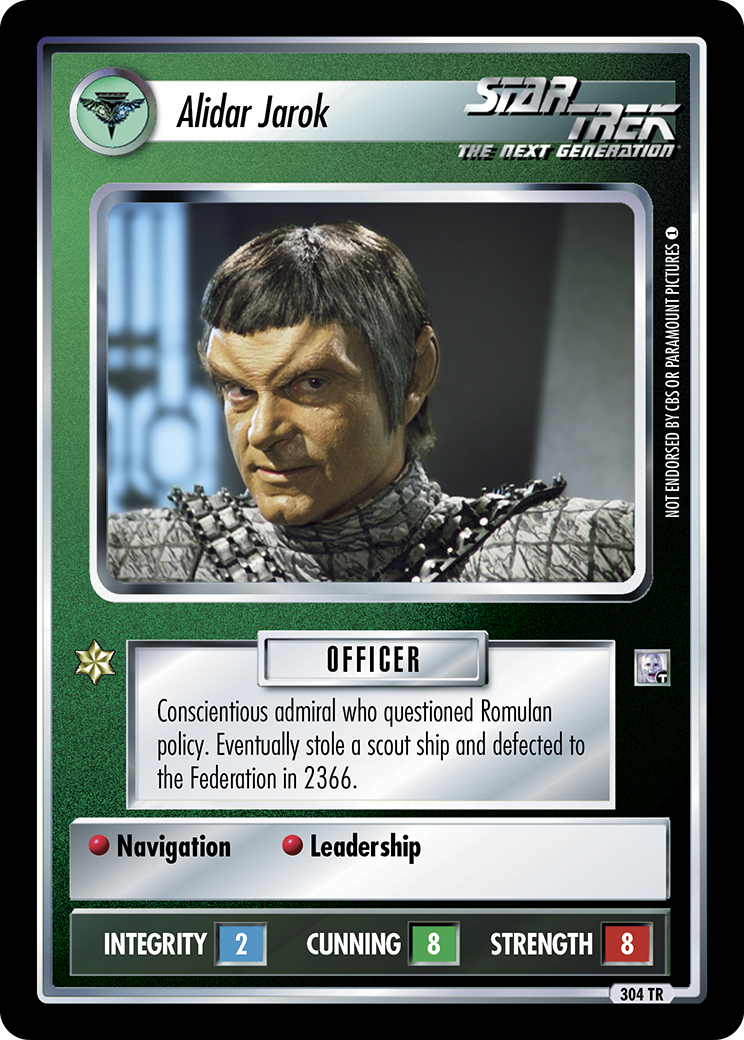 Alidar Jarok
STAR TREK
THE NEXT GENERATION
NOT ENDORSED BY CBS OR PARAMOUNT PICTURES 1
OFFICER
T
Conscientious admiral who questioned Romulan
policy. Eventually stole a scout ship and defected to
the Federation in 2366.
Navigation Leadership
INTEGRITY 2 CUNNING 8 STRENGTH 8
304 TR